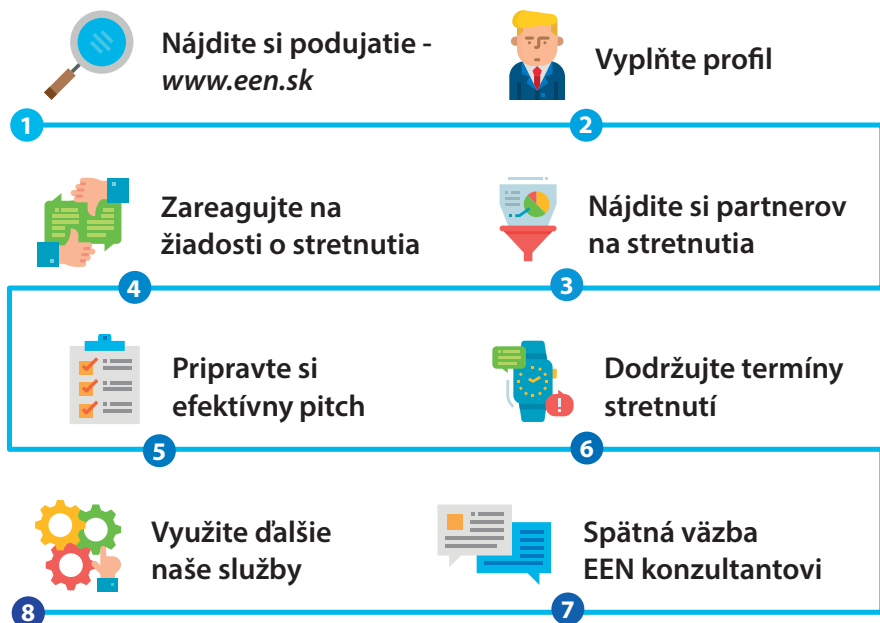 Nájdite si podujatie -
www.een.sk
1
Vyplňte profil
2
Nájdite si partnerov
na stretnutia
3
Zareagujte na
žiadosti o stretnutia
4
Pripravte si
efektívny pitch
5
Dodržujte termíny
stretnutí
!
6
Spätná väzba
EEN konzultantovi
7
Využite ďalšie
naše služby
8